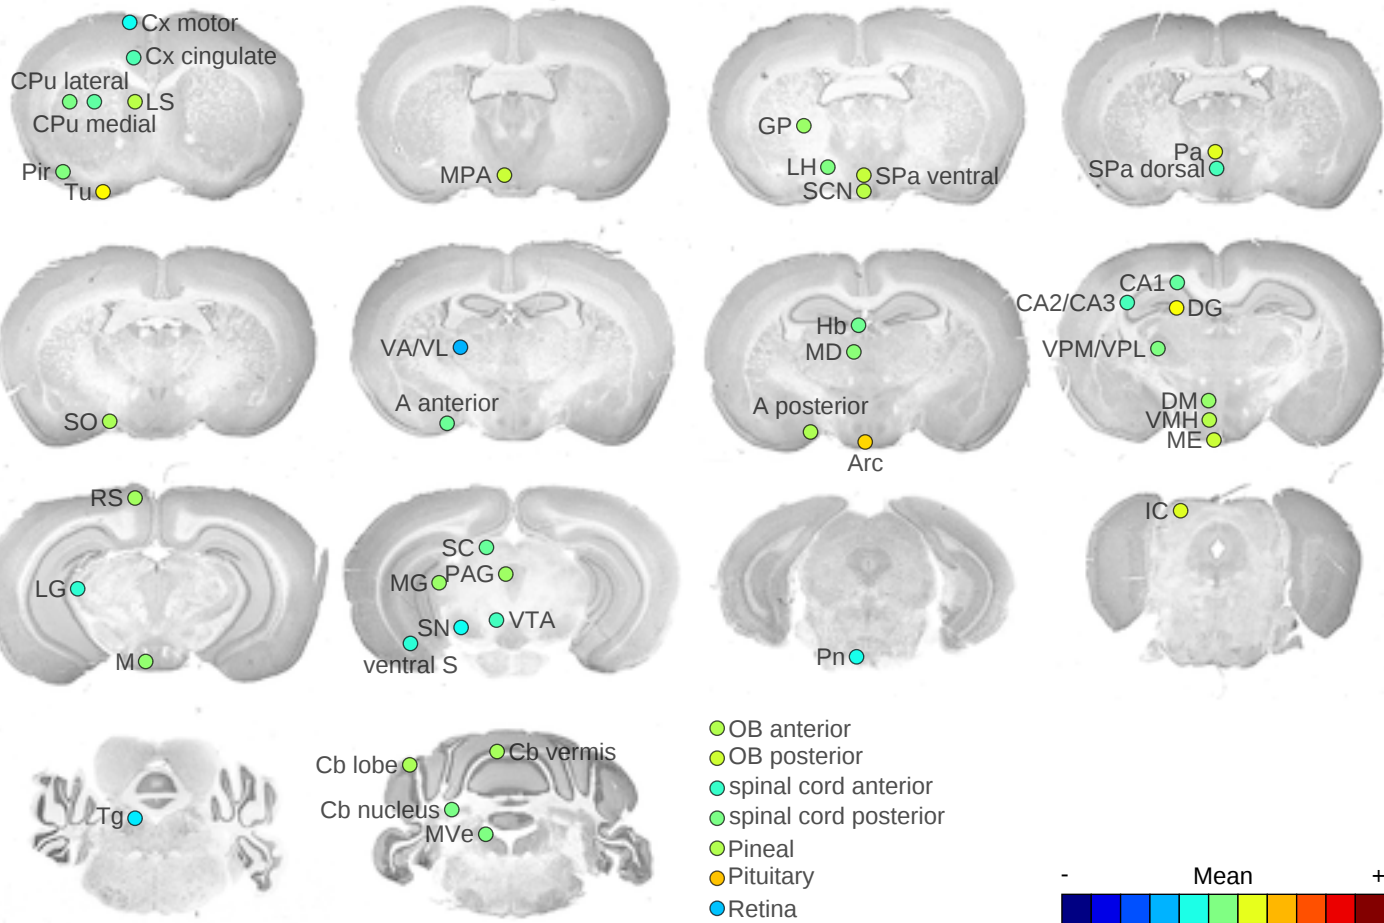 Cx motor
Cx cingulate
CPu lateral
LS
CPu medial
Pir
Tu
MPA
GP
LH
SPa ventral
SCN
Pa
SPa dorsal
SO
VA/VL
A anterior
Hb
MD
A posterior
Arc
CA1
CA2/CA3
DG
VPM/VPL
DM
VMH
ME
RS
LG
M
SC
MG
PAG
SN
VTA
ventral S
Pn
IC
Tg
Cb lobe
Cb vermis
Cb nucleus
MVe
OB anterior
OB posterior
spinal cord anterior
spinal cord posterior
Pineal
Pituitary
Retina
- Mean +